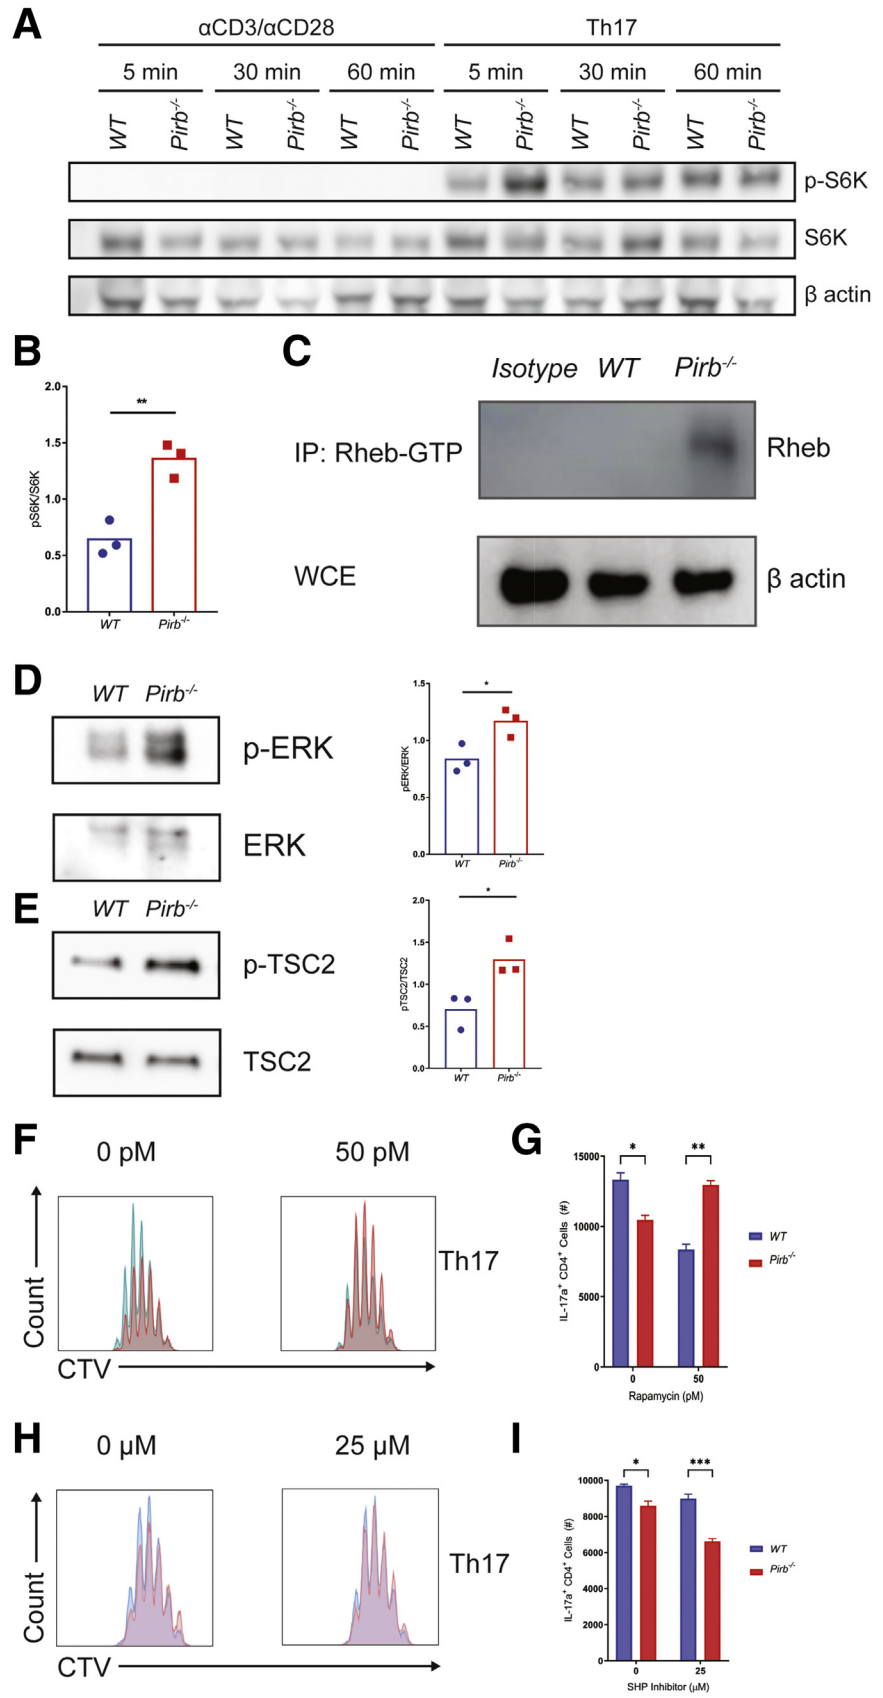 A
αCD3/αCD28 Th17
5 min 30 min 60 min 5 min 30 min 60 min
WT Pirb-/- WT Pirb-/- WT Pirb-/- WT Pirb-/- WT Pirb-/- WT Pirb-/-
p-S6K
S6K
β actin
B
2.0
1.5
1.0
0.5
0.0
pS6K/S6K
**
WT Pirb-/-
C
Isotype WT Pirb-/-
IP: Rheb-GTP Rheb
WCE β actin
D
WT Pirb-/-
p-ERK
ERK
1.5
1.0
0.5
0.0
pERK/ERK
*
WT Pirb-/-
E
WT Pirb-/-
p-TSC2
TSC2
2.0
1.5
1.0
0.5
0.0
pTSC2/TSC2
*
WT Pirb-/-
F
0 pM 50 pM
Count
Th17
CTV
G
15000
10000
5000
0
IL-17a+ CD4+ Cells (#)
* **
0 50
Rapamycin (pM)
WT
Pirb-/-
H
0 µM 25 µM
Count
Th17
CTV
I
10000
8000
6000
4000
2000
0
IL-17a+ CD4+ Cells (#)
* ***
0 25
SHP Inhibitor (µM)
WT
Pirb-/-